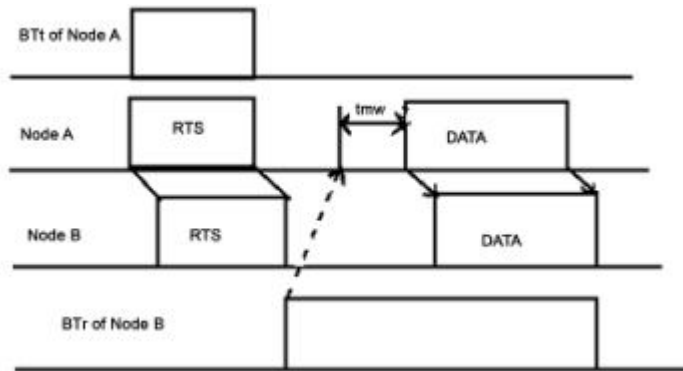 BTt of Node A
Node A
RTS
tmw
DATA
Node B
RTS
DATA
BTr of Node B